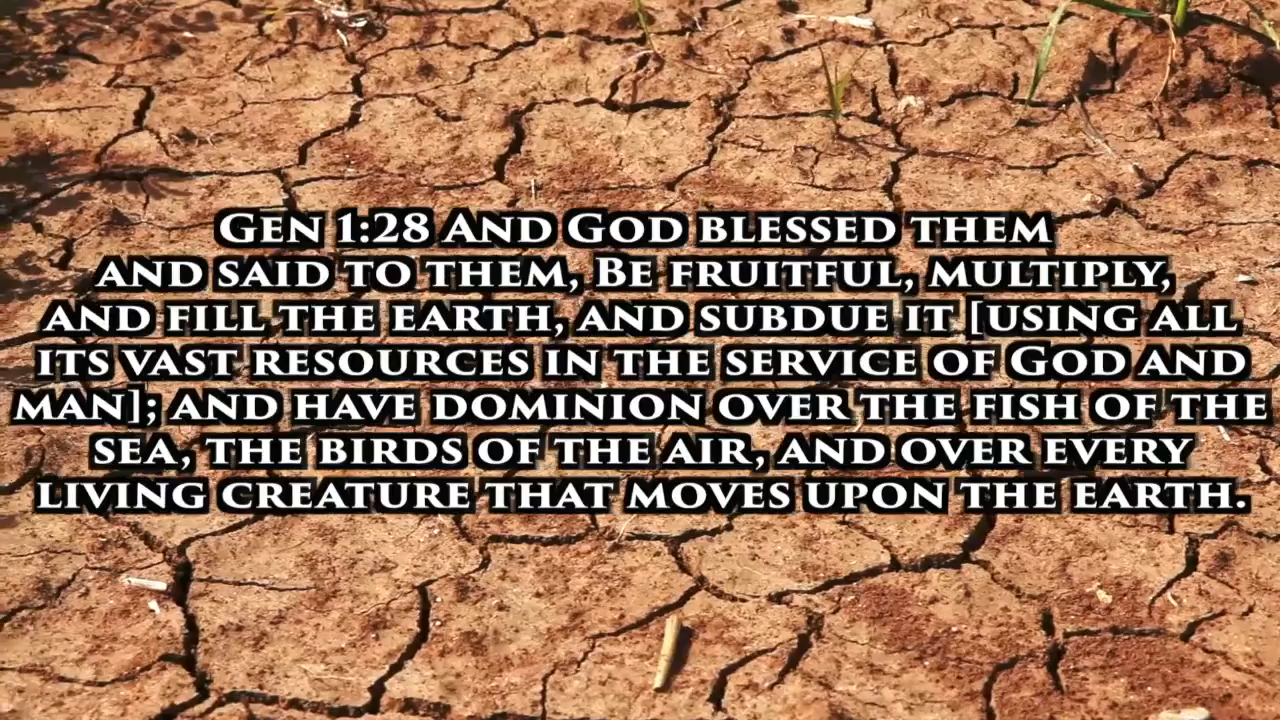 Gen 1:28 And God blessed them
and said to them, Be fruitful, multiply,
and fill the earth, and subdue it [using all
its vast resources in the service of God and
man]; and have dominion over the fish of the
sea, the birds of the air, and over every
living creature that moves upon the earth.